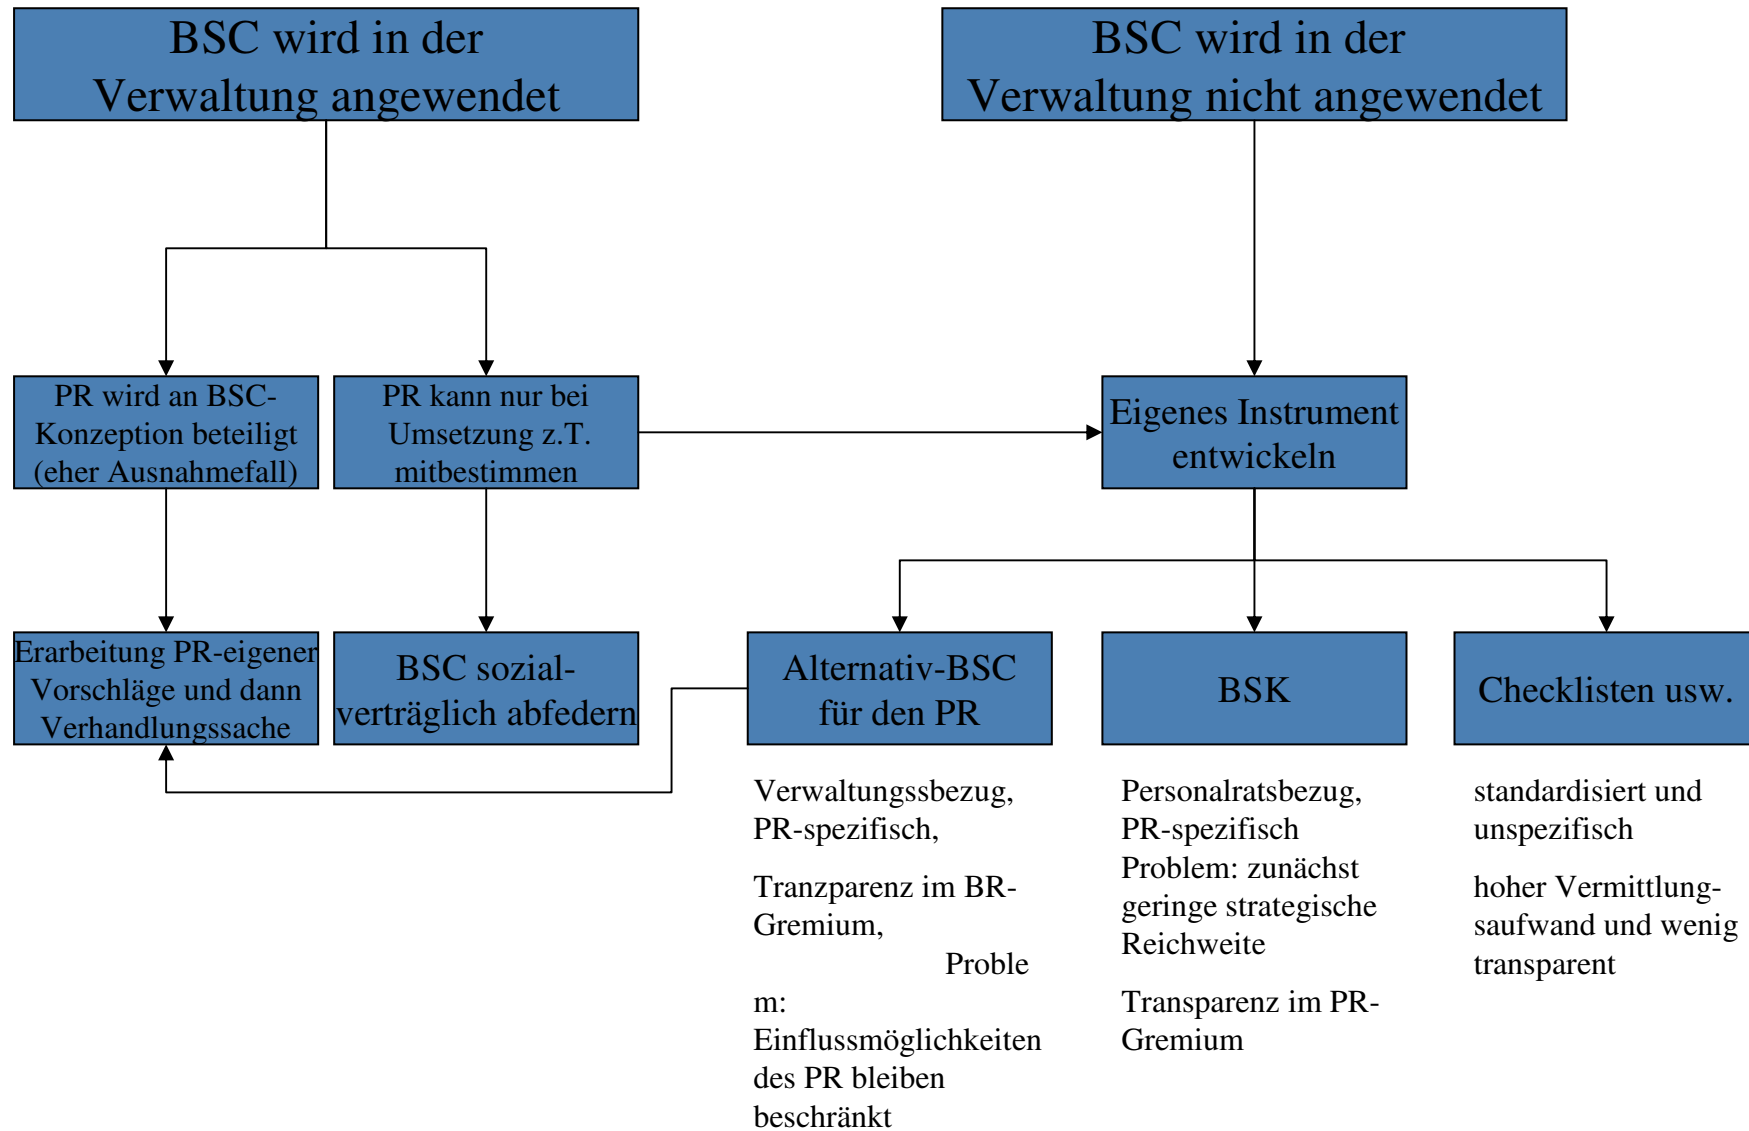 BSC wird in der
Verwaltung angewendet
BSC wird in der
Verwaltung nicht angewendet
PR wird an BSC-
Konzeption beteiligt
(eher Ausnahmefall)
PR kann nur bei
Umsetzung z.T.
mitbestimmen
Eigenes Instrument
entwickeln
Erarbeitung PR-eigener
Vorschläge und dann
Verhandlungssache
BSC sozial-
verträglich abfedern
Alternativ-BSC
für den PR
BSK
Checklisten usw.
Verwaltungssbezug,
PR-spezifisch,
Tranzparenz im BR-
Gremium,
Proble
m:
Einflussmöglichkeiten
des PR bleiben
beschränkt
Personalratsbezug,
PR-spezifisch
Problem: zunächst
geringe strategische
Reichweite
Transparenz im PR-
Gremium
standardisiert und
unspezifisch
hoher Vermittlung-
saufwand und wenig
transparent